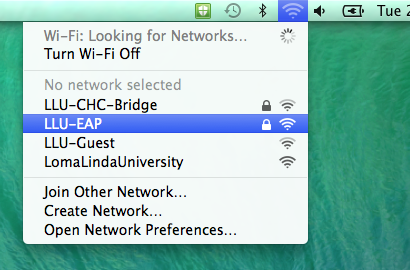 Tue 2
Wi-Fi: Looking for Networks...
Turn Wi-Fi Off
No network selected
LLU-CHC-Bridge
LLU-EAP
LLU-Guest
LomaLindaUniversity
Join Other Network...
Create Network...
Open Network Preferences...